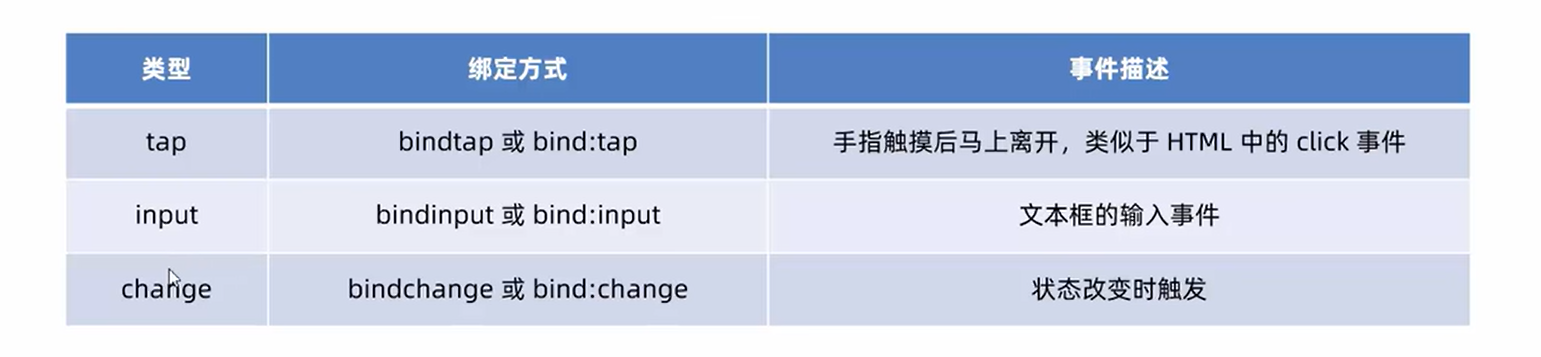 类型 绑定方式 事件描述
tap bindtap 或 bind:tap 手指触摸后马上离开，类似于 HTML 中的 click 事件
input bindinput 或 bind:input 文本框的输入事件
change bindchange 或 bind:change 状态改变时触发